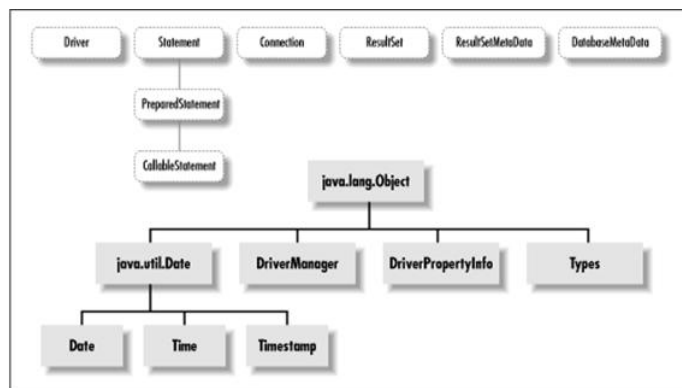 Driver
Statement
Connection
ResultSet
ResultSetMetaData
DatabaseMetaData
PreparedStatement
CallableStatement
java.lang.Object
java.util.Date
DriverManager
DriverPropertyInfo
Types
Date
Time
Timestamp